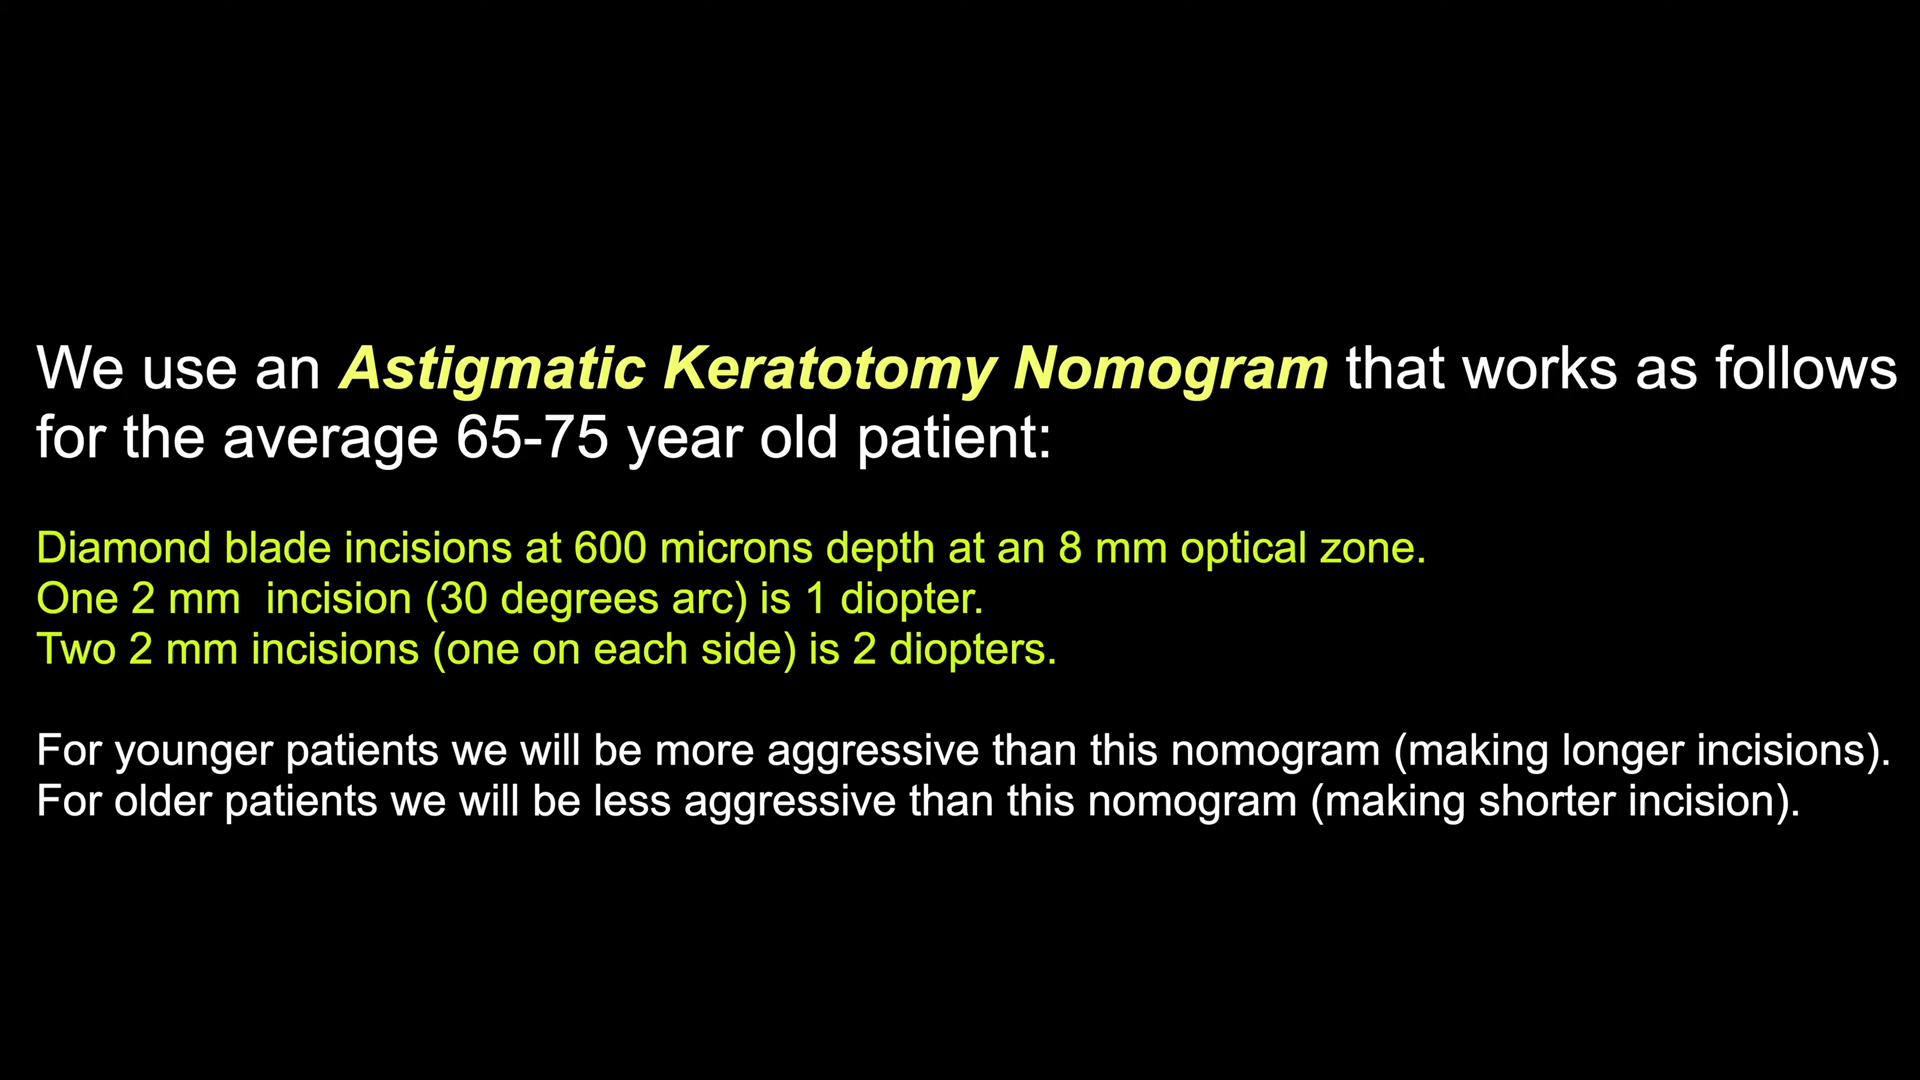 We use an Astigmatic Keratotomy Nomogram that works as follows
for the average 65-75 year old patient:
Diamond blade incisions at 600 microns depth at an 8 mm optical zone.
One 2 mm  incision (30 degrees arc) is 1 diopter.
Two 2 mm incisions (one on each side) is 2 diopters.
For younger patients we will be more aggressive than this nomogram (making longer incisions).
For older patients we will be less aggressive than this nomogram (making shorter incision).